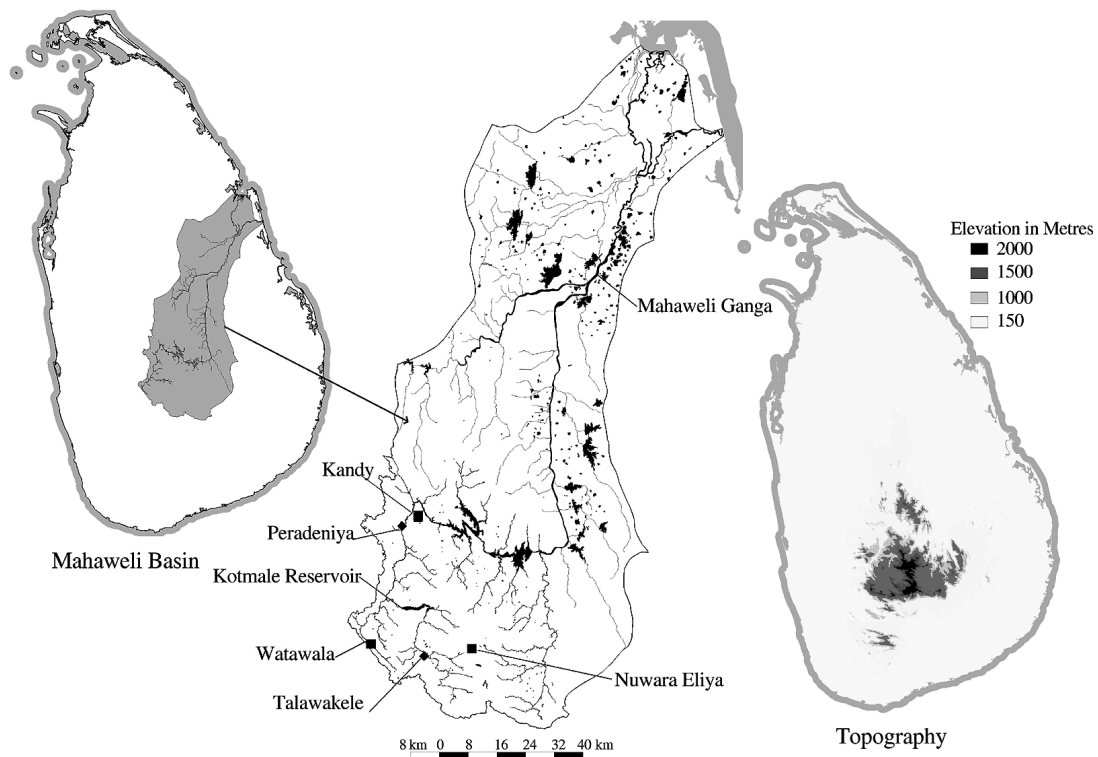 Mahaweli Basin
Mahaweli Ganga
Kandy
Peradeniya
Kotmale Reservoir
Watawala
Talawakele
Nuwara Eliya
8 km 0 8 16 24 32 40 km
Elevation in Metres
2000
1500
1000
150
Topography